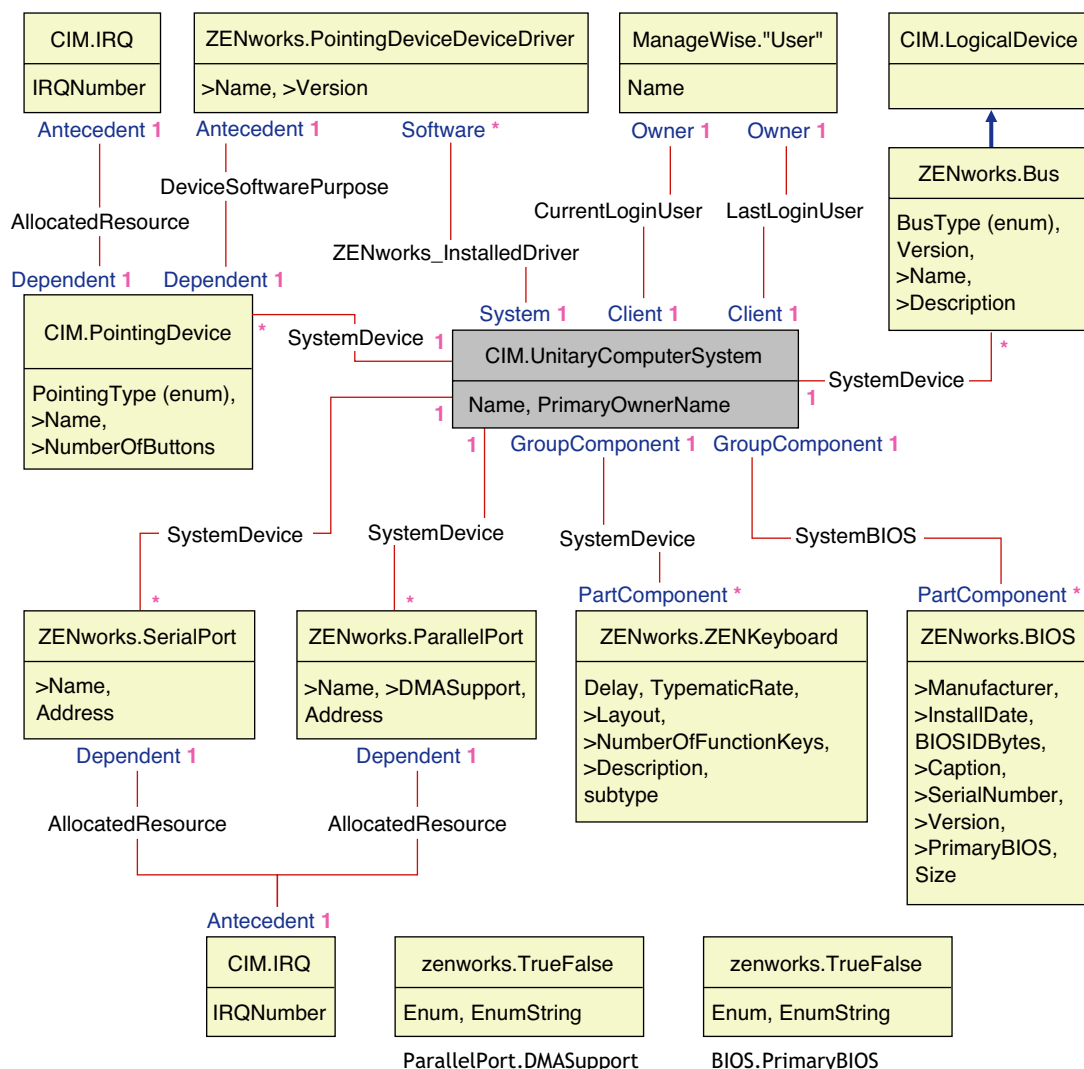 CIM.IRQ
IRQNumber
ZENworks.PointingDeviceDeviceDriver
>Name, >Version
ManageWise."User"
Name
CIM.LogicalDevice
Antecedent 1
Antecedent 1
Software *
Owner 1
Owner 1
DeviceSoftwarePurpose
AllocatedResource
ZENworks_InstalledDriver
CurrentLoginUser
LastLoginUser
ZENworks.Bus
BusType (enum),
Version,
>Name,
>Description
*
Dependent 1
Dependent 1
System 1
Client 1
Client 1
CIM.PointingDevice
PointingType (enum),
>Name,
>NumberOfButtons
*
SystemDevice
1
CIM.UnitaryComputerSystem
Name, PrimaryOwnerName
SystemDevice
1
1
1
GroupComponent 1
GroupComponent 1
SystemDevice
SystemDevice
SystemDevice
SystemBIOS
*
*
PartComponent *
PartComponent *
ZENworks.SerialPort
>Name,
Address
ZENworks.ParallelPort
>Name, >DMASupport,
Address
ZENworks.ZENKeyboard
Delay, TypematicRate,
>Layout,
>NumberOfFunctionKeys,
>Description,
subtype
ZENworks.BIOS
>Manufacturer,
>InstallDate,
BIOSIDBytes,
>Caption,
>SerialNumber,
>Version,
>PrimaryBIOS,
Size
Dependent 1
Dependent 1
AllocatedResource
AllocatedResource
Antecedent 1
CIM.IRQ
IRQNumber
zenworks.TrueFalse
Enum, EnumString
ParallelPort.DMASupport
zenworks.TrueFalse
Enum, EnumString
BIOS.PrimaryBIOS